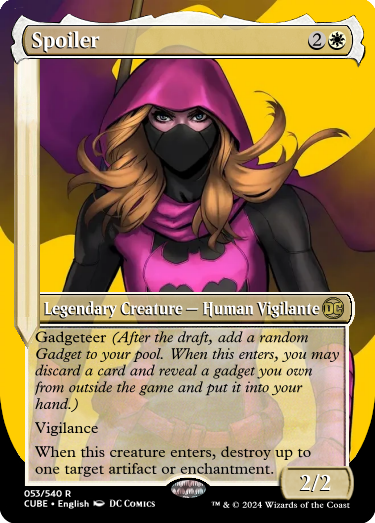 Spoiler 2
Legendary Creature — Human Vigilante DC
Gadgeteer (After the draft, add a random
Gadget to your pool. When this enters, you may
discard a card and reveal a gadget you own
from outside the game and put it into your
hand.)
Vigilance
When this creature enters, destroy up to
one target artifact or enchantment.
2/2
053/540 R
CUBE • English DC COMICS
™ & © 2024 Wizards of the Coast